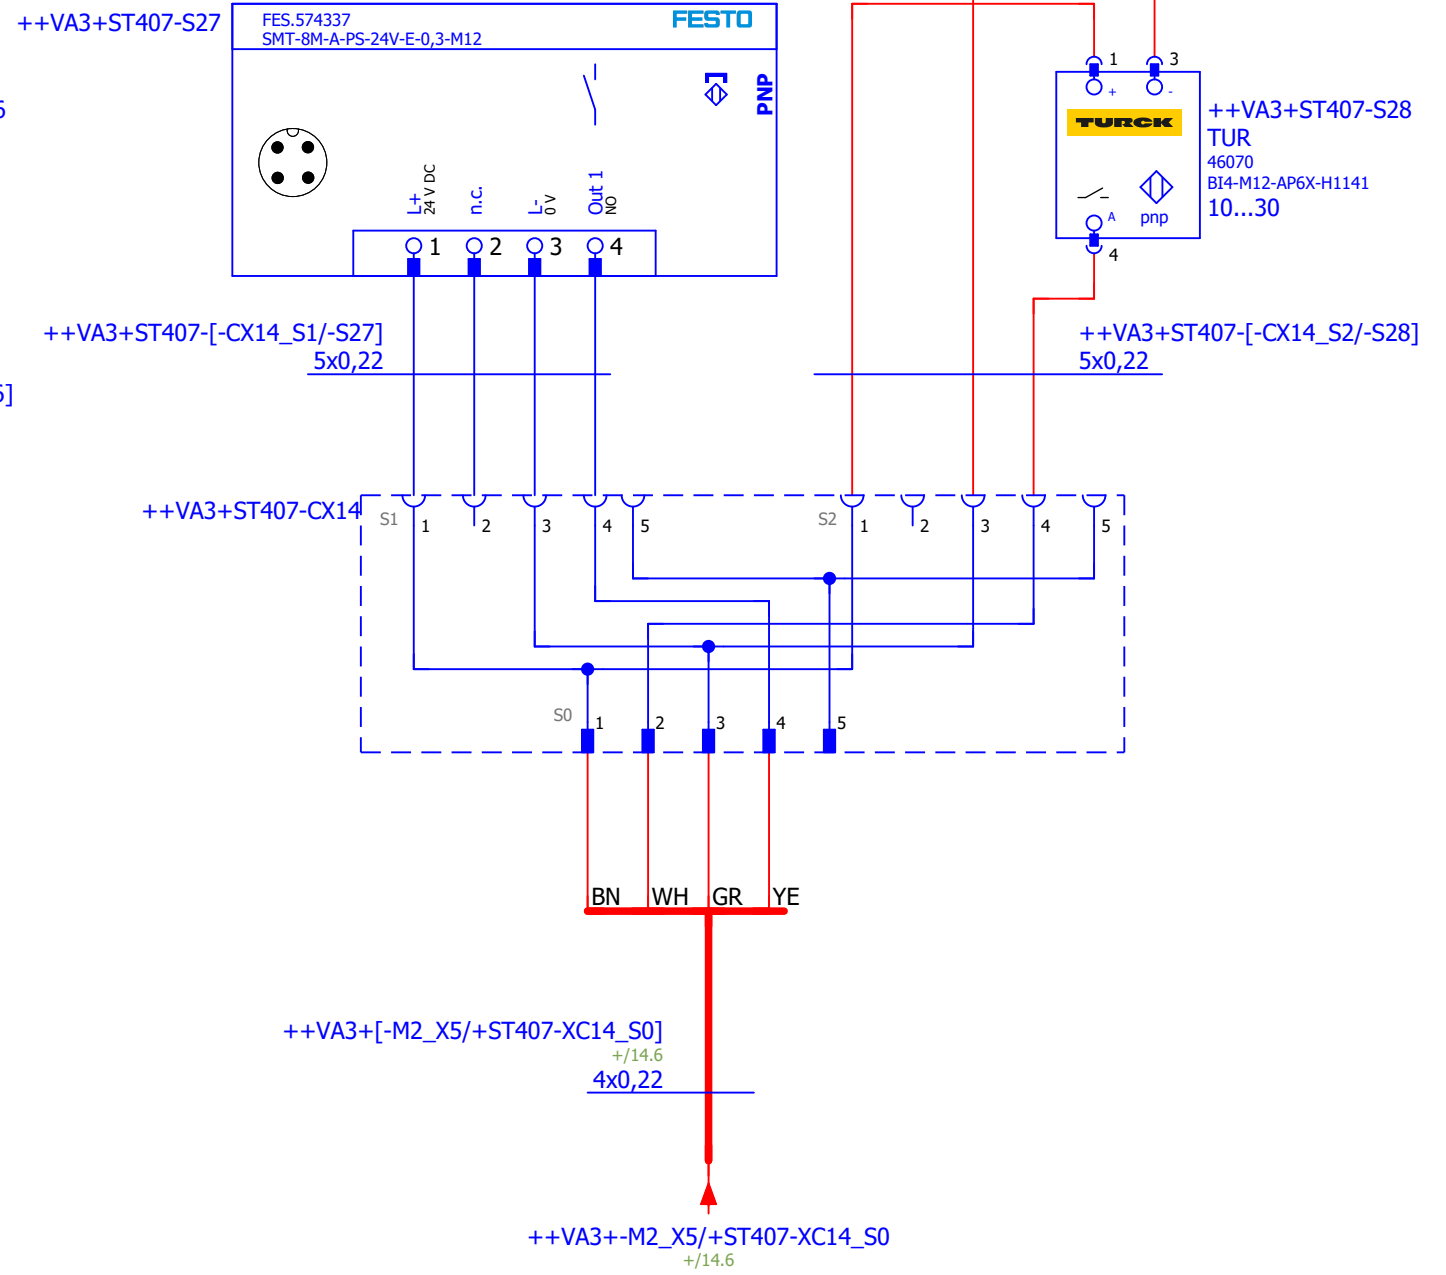 ++VA3+ST407-S27
FES.574337
SMT-8M-A-PS-24V-E-0,3-M12
FESTO
PNP
L+
24 V DC
n.c.
L-
0 V
Out 1
NO
1
2
3
4
1
3
+
-
TURCK
A
pnp
4
++VA3+ST407-S28
TUR
46070
BI4-M12-AP6X-H1141
10...30
6
++VA3+ST407-[-CX14_S1/-S27]
5x0,22
++VA3+ST407-[-CX14_S2/-S28]
5x0,22
6]
++VA3+ST407-CX14
S1
1
2
3
4
5
S2
1
2
3
4
5
S0
1
2
3
4
5
BN
WH
GR
YE
++VA3+[-M2_X5/+ST407-XC14_S0]
+/14.6
4x0,22
++VA3+-M2_X5/+ST407-XC14_S0
+/14.6